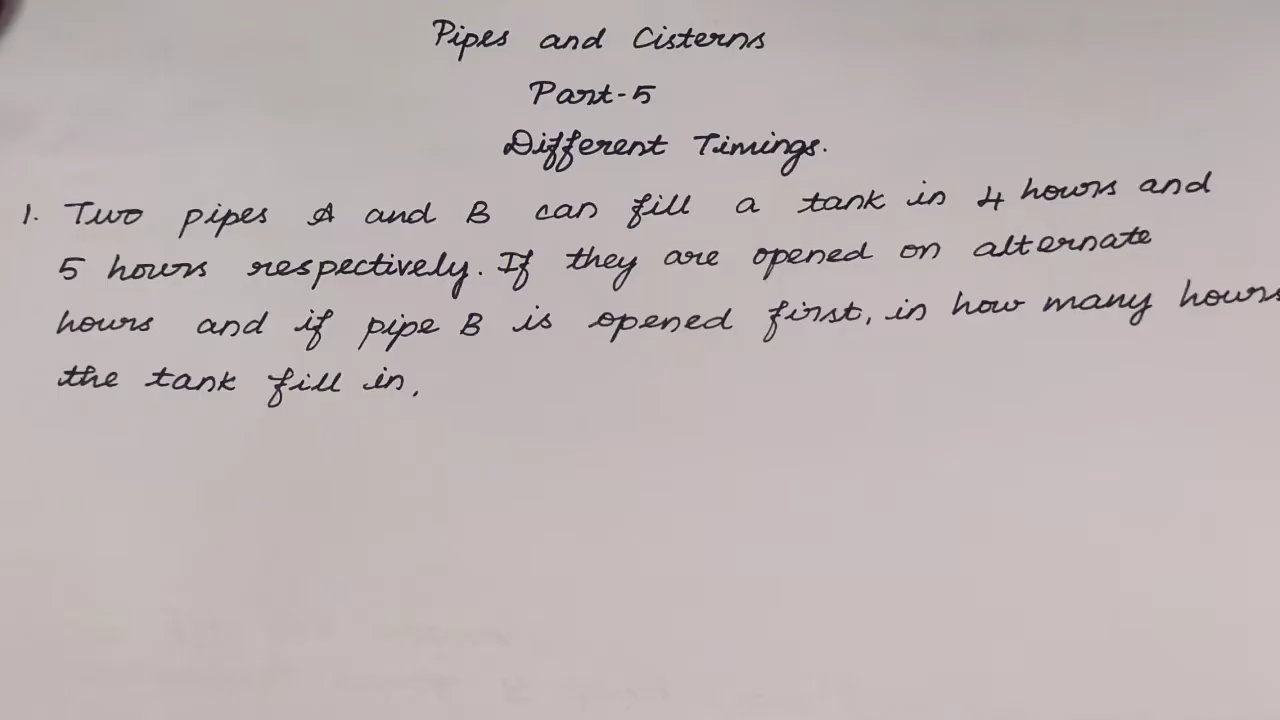 Pipes and Cisterns
Part-5
Different Timings.
1. Two pipes A and B can fill a tank in 4 hours and
5 hours respectively. If they are opened on alternate
hours and if pipe B is opened first, in how many hours
the tank fill in.